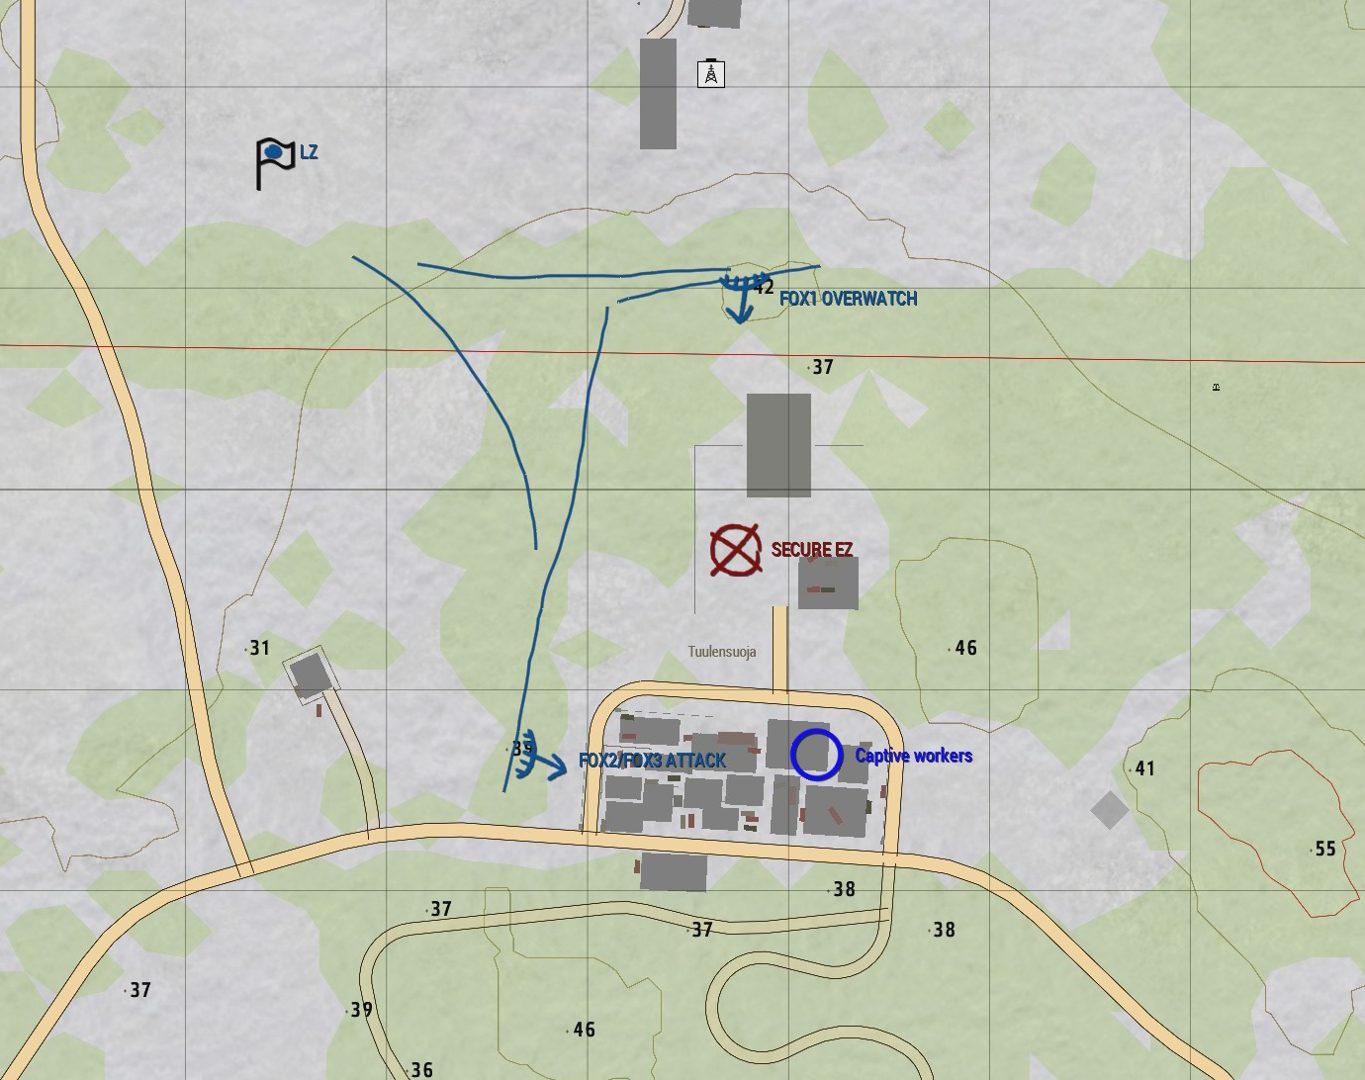 LZ
42
FOX1 OVERWATCH
37
SECURE EZ
31
Tuulensuoja
46
39
FOX2/FOX3 ATTACK
Captive workers
41
55
38
37
37
38
37
39
46
36